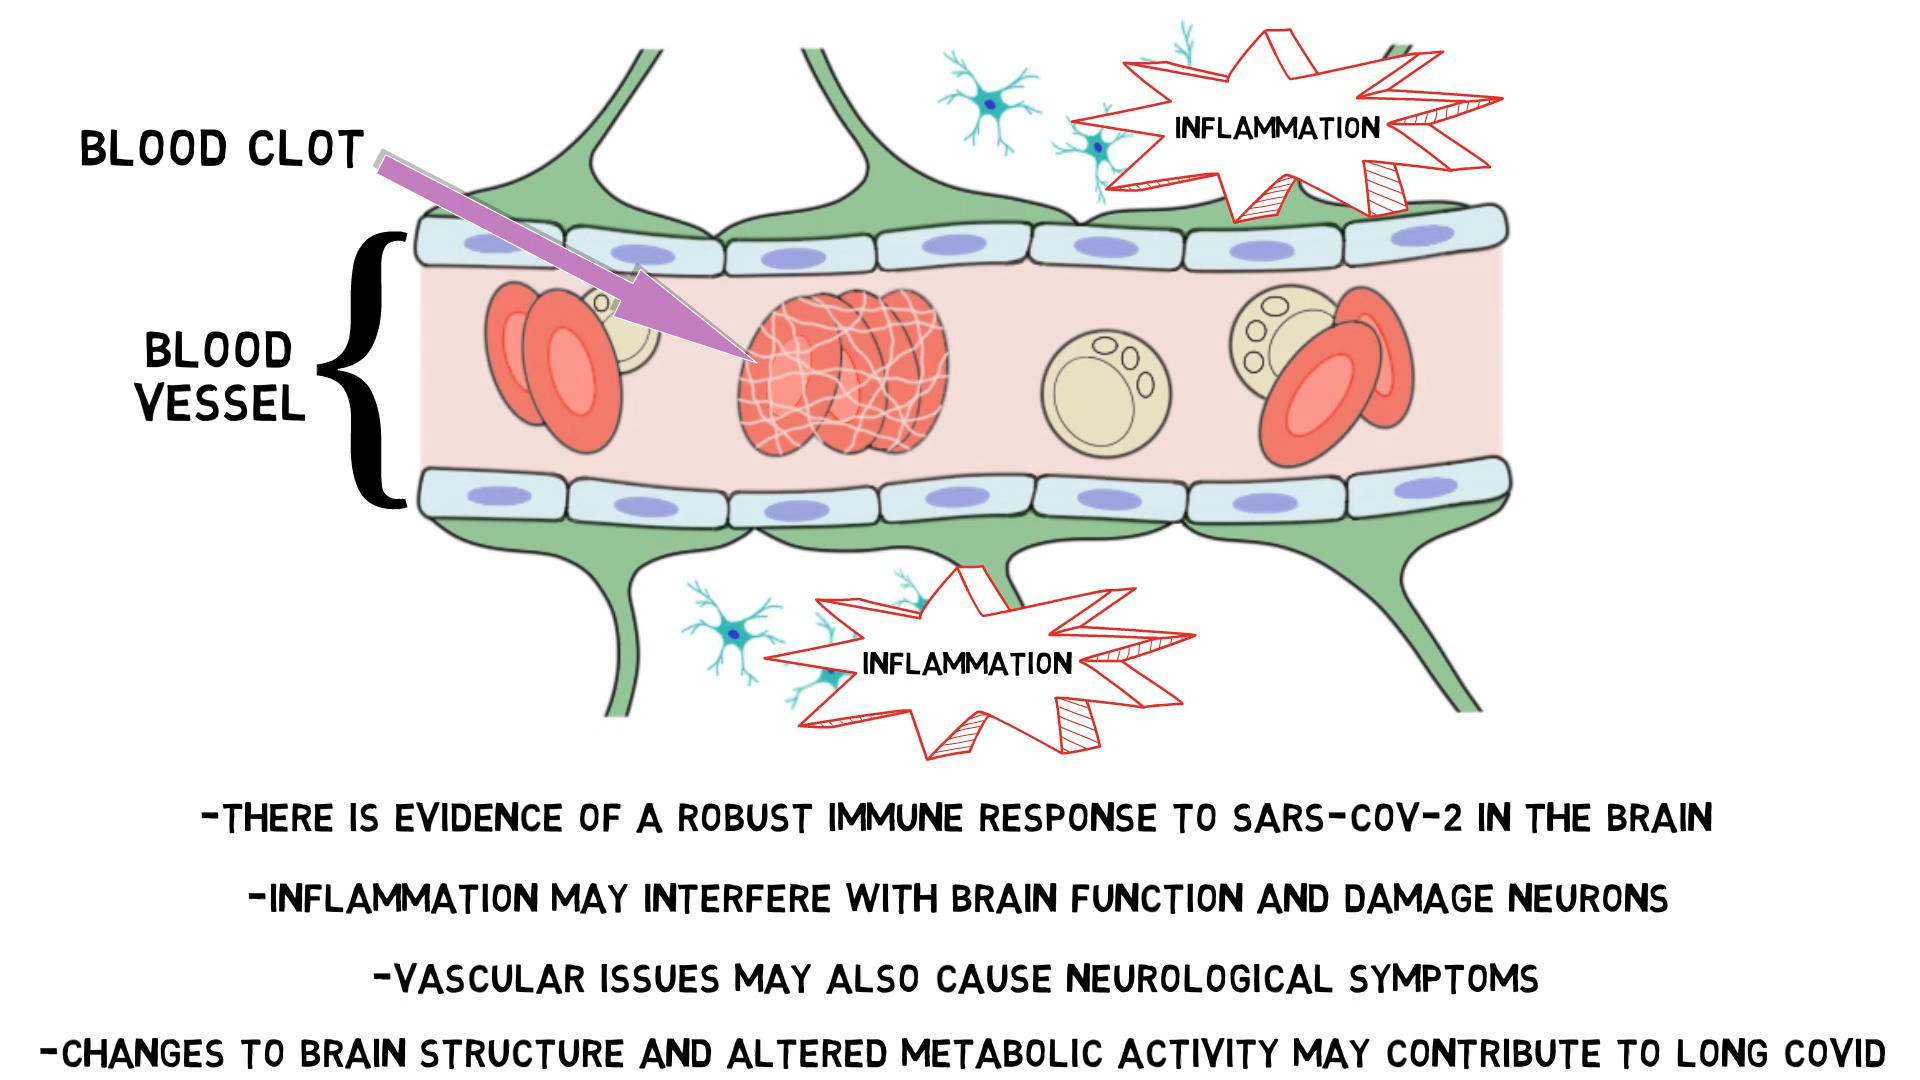 INFLAMMATION
BLOOD CLOT
BLOOD
VESSEL
INFLAMMATION
-THERE IS EVIDENCE OF A ROBUST IMMUNE RESPONSE TO SARS-COV-2 IN THE BRAIN
-INFLAMMATION MAY INTERFERE WITH BRAIN FUNCTION AND DAMAGE NEURONS
-VASCULAR ISSUES MAY ALSO CAUSE NEUROLOGICAL SYMPTOMS
-CHANGES TO BRAIN STRUCTURE AND ALTERED METABOLIC ACTIVITY MAY CONTRIBUTE TO LONG COVID